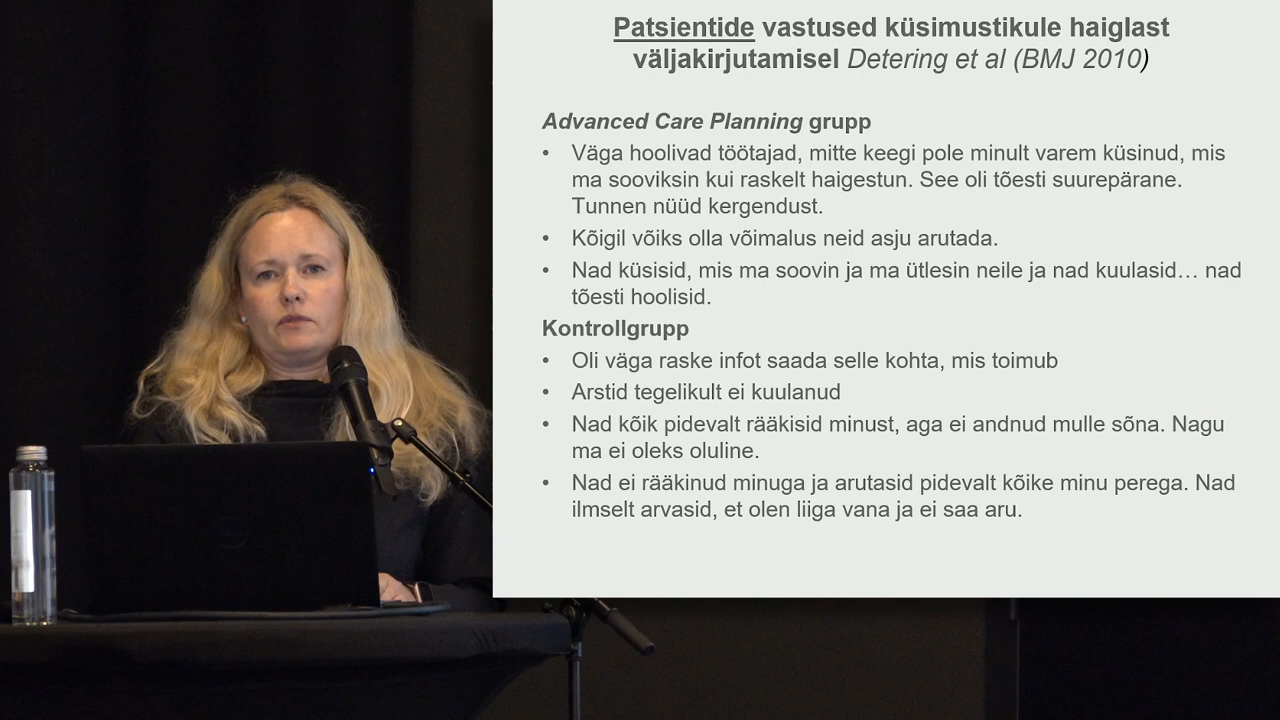 Patsientide vastused küsimustikule haiglast
väljakirjutamisel Detering et al (BMJ 2010)
Advanced Care Planning grupp
• Väga hoolivad töötajad, mitte keegi pole minult varem küsinud, mis
ma sooviksin kui raskelt haigestun. See oli tõesti suurepärane.
Tunnen nüüd kergendust.
• Kõigil võiks olla võimalus neid asju arutada.
• Nad küsisid, mis ma soovin ja ma ütlesin neile ja nad kuulasid… nad
tõesti hoolisid.
Kontrollgrupp
• Oli väga raske infot saada selle kohta, mis toimub
• Arstid tegelikult ei kuulanud
• Nad kõik pidevalt rääkisid minust, aga ei andnud mulle sõna. Nagu
ma ei oleks oluline.
• Nad ei rääkinud minuga ja arutasid pidevalt kõike minu perega. Nad
ilmselt arvasid, et olen liiga vana ja ei saa aru.